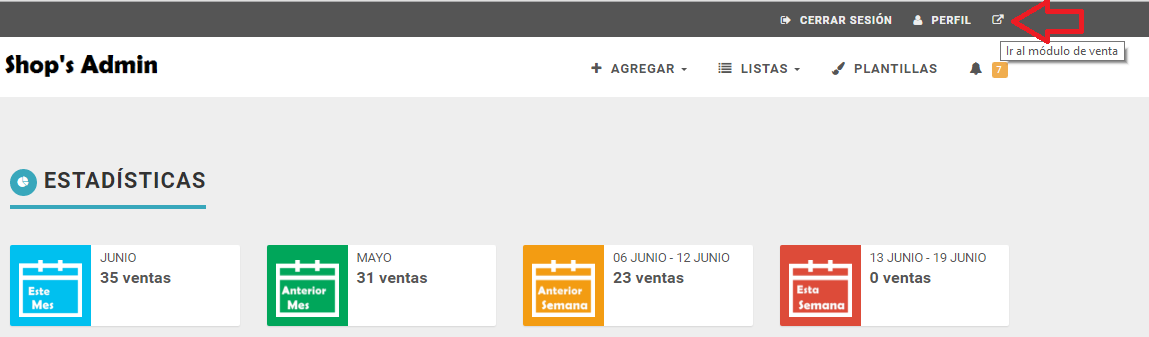 CERRAR SESIÓN PERFIL
Ir al módulo de venta
Shop's Admin
AGREGAR LISTAS PLANTILLAS 7
ESTADÍSTICAS
Este
Mes
JUNIO
35 ventas
Anterior
Mes
MAYO
31 ventas
Anterior
Semana
06 JUNIO - 12 JUNIO
23 ventas
Esta
Semana
13 JUNIO - 19 JUNIO
0 ventas